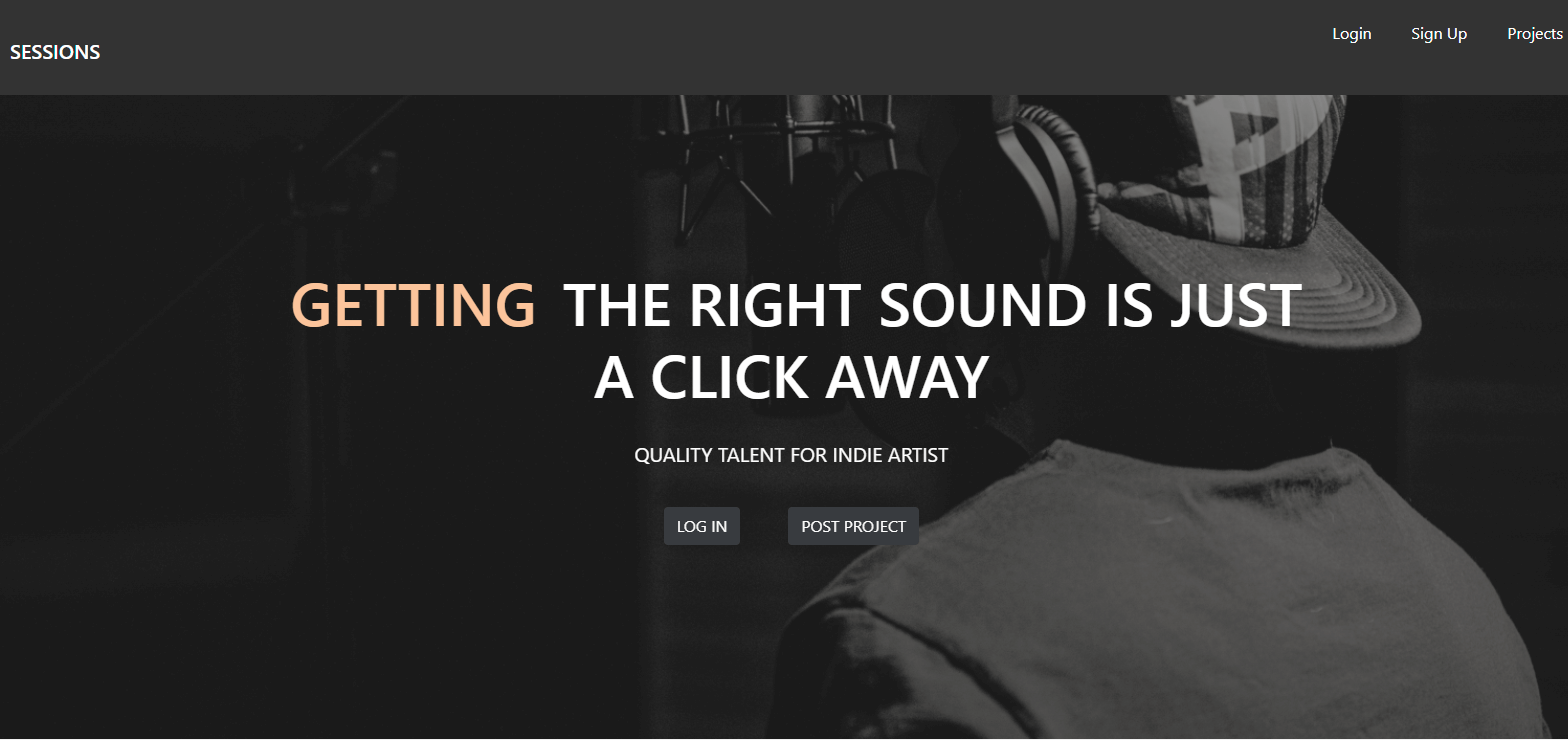 SESSIONS
Login Sign Up Projects
GETTING THE RIGHT SOUND IS JUST
A CLICK AWAY
QUALITY TALENT FOR INDIE ARTIST
LOG IN POST PROJECT